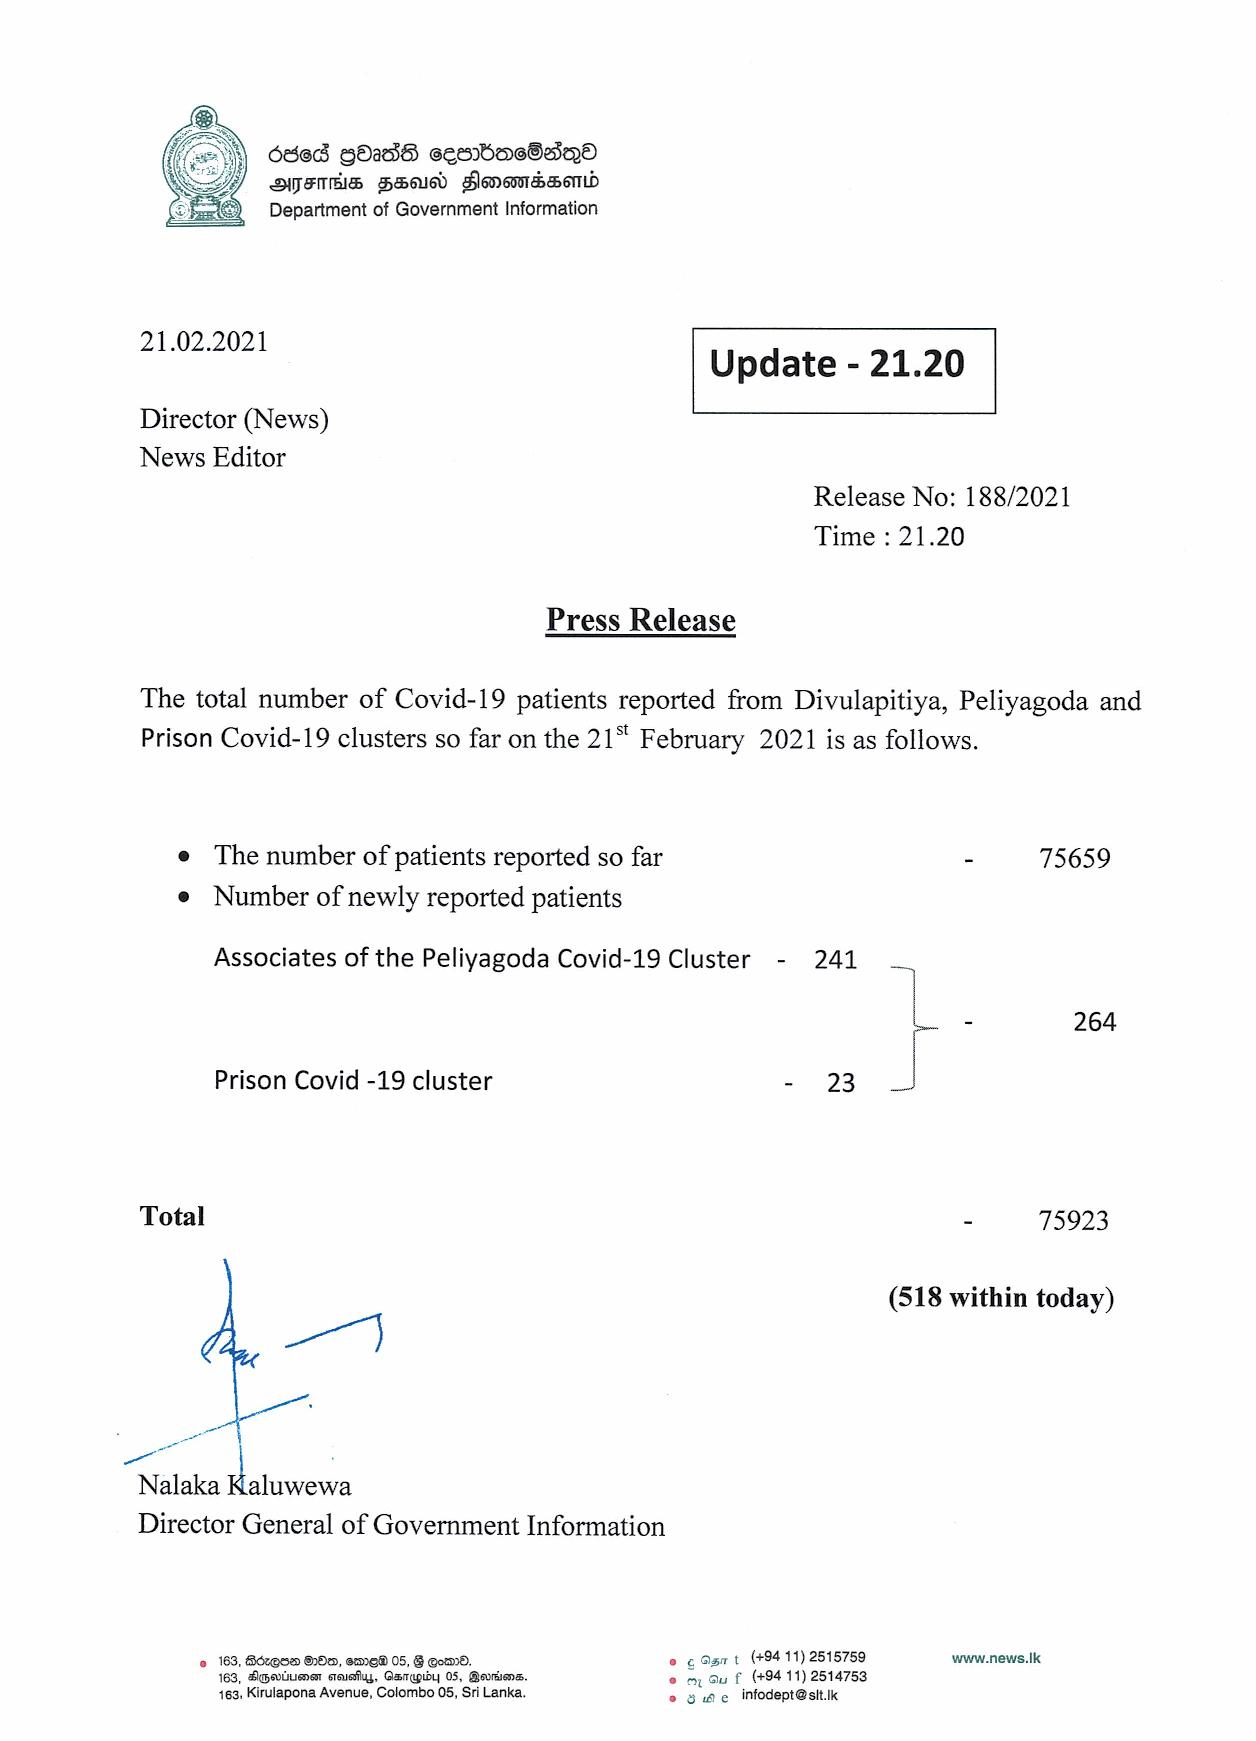 රජයේ ප්‍රවෘත්ති දෙපාර්තමේන්තුව
அரசாங்க தகவல் திணைக்களம்
Department of Government Information
21.02.2021
Update - 21.20
Director (News)
News Editor
Release No: 188/2021
Time : 21.20
Press Release
The total number of Covid-19 patients reported from Divulapitiya, Peliyagoda and
Prison Covid-19 clusters so far on the 21st February 2021 is as follows.
• The number of patients reported so far - 75659
• Number of newly reported patients
Associates of the Peliyagoda Covid-19 Cluster - 241
- 264
Prison Covid -19 cluster - 23
Total - 75923
(518 within today)
Nalaka Kaluwewa
Director General of Government Information
163, කිරුලපන මාවත, කොළඹ 05, ශ්‍රී ලංකාව.
163, கிருலப்பனை எவனியூ, கொழும்பு 05, இலங்கை.
163, Kirulapona Avenue, Colombo 05, Sri Lanka.
දු தொ t (+94 11) 2515759
ෆැ பெ f (+94 11) 2514753
ඊ மி e infodept@slt.lk
www.news.lk